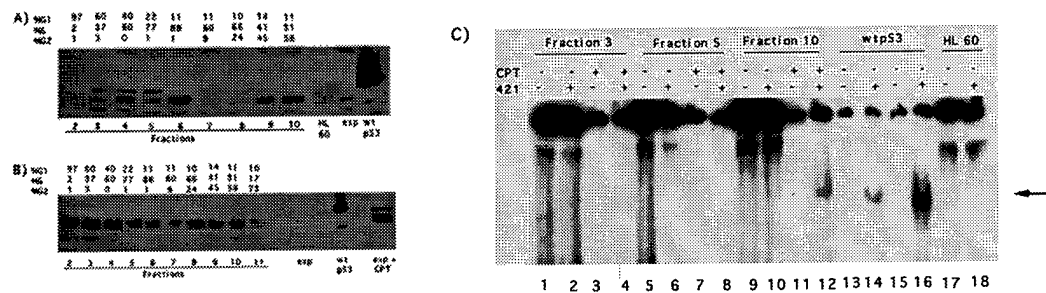 A)
%G1 97 60 40 22 11 11 10 14 11
%S 2 37 60 77 88 80 66 41 31
%G2 1 3 0 1 1 9 24 45 58
2 3 4 5 6 7 8 9 10 HL 60 exp wt p53
Fractions
B)
%G1 97 60 40 22 11 11 10 14 11 10
%S 2 37 60 77 88 80 66 41 31 17
%G2 1 3 0 1 1 9 24 45 58 73
2 3 4 5 6 7 8 9 10 11 exp wt p53 exp + CPT
Fractions
C)
Fraction 3 Fraction 5 Fraction 10 wtp53 HL 60
CPT - - + + - - + + - - + + - - + + - -
421 - + - + - + - + - + - + - + - + - +
1 2 3 4 5 6 7 8 9 10 11 12 13 14 15 16 17 18